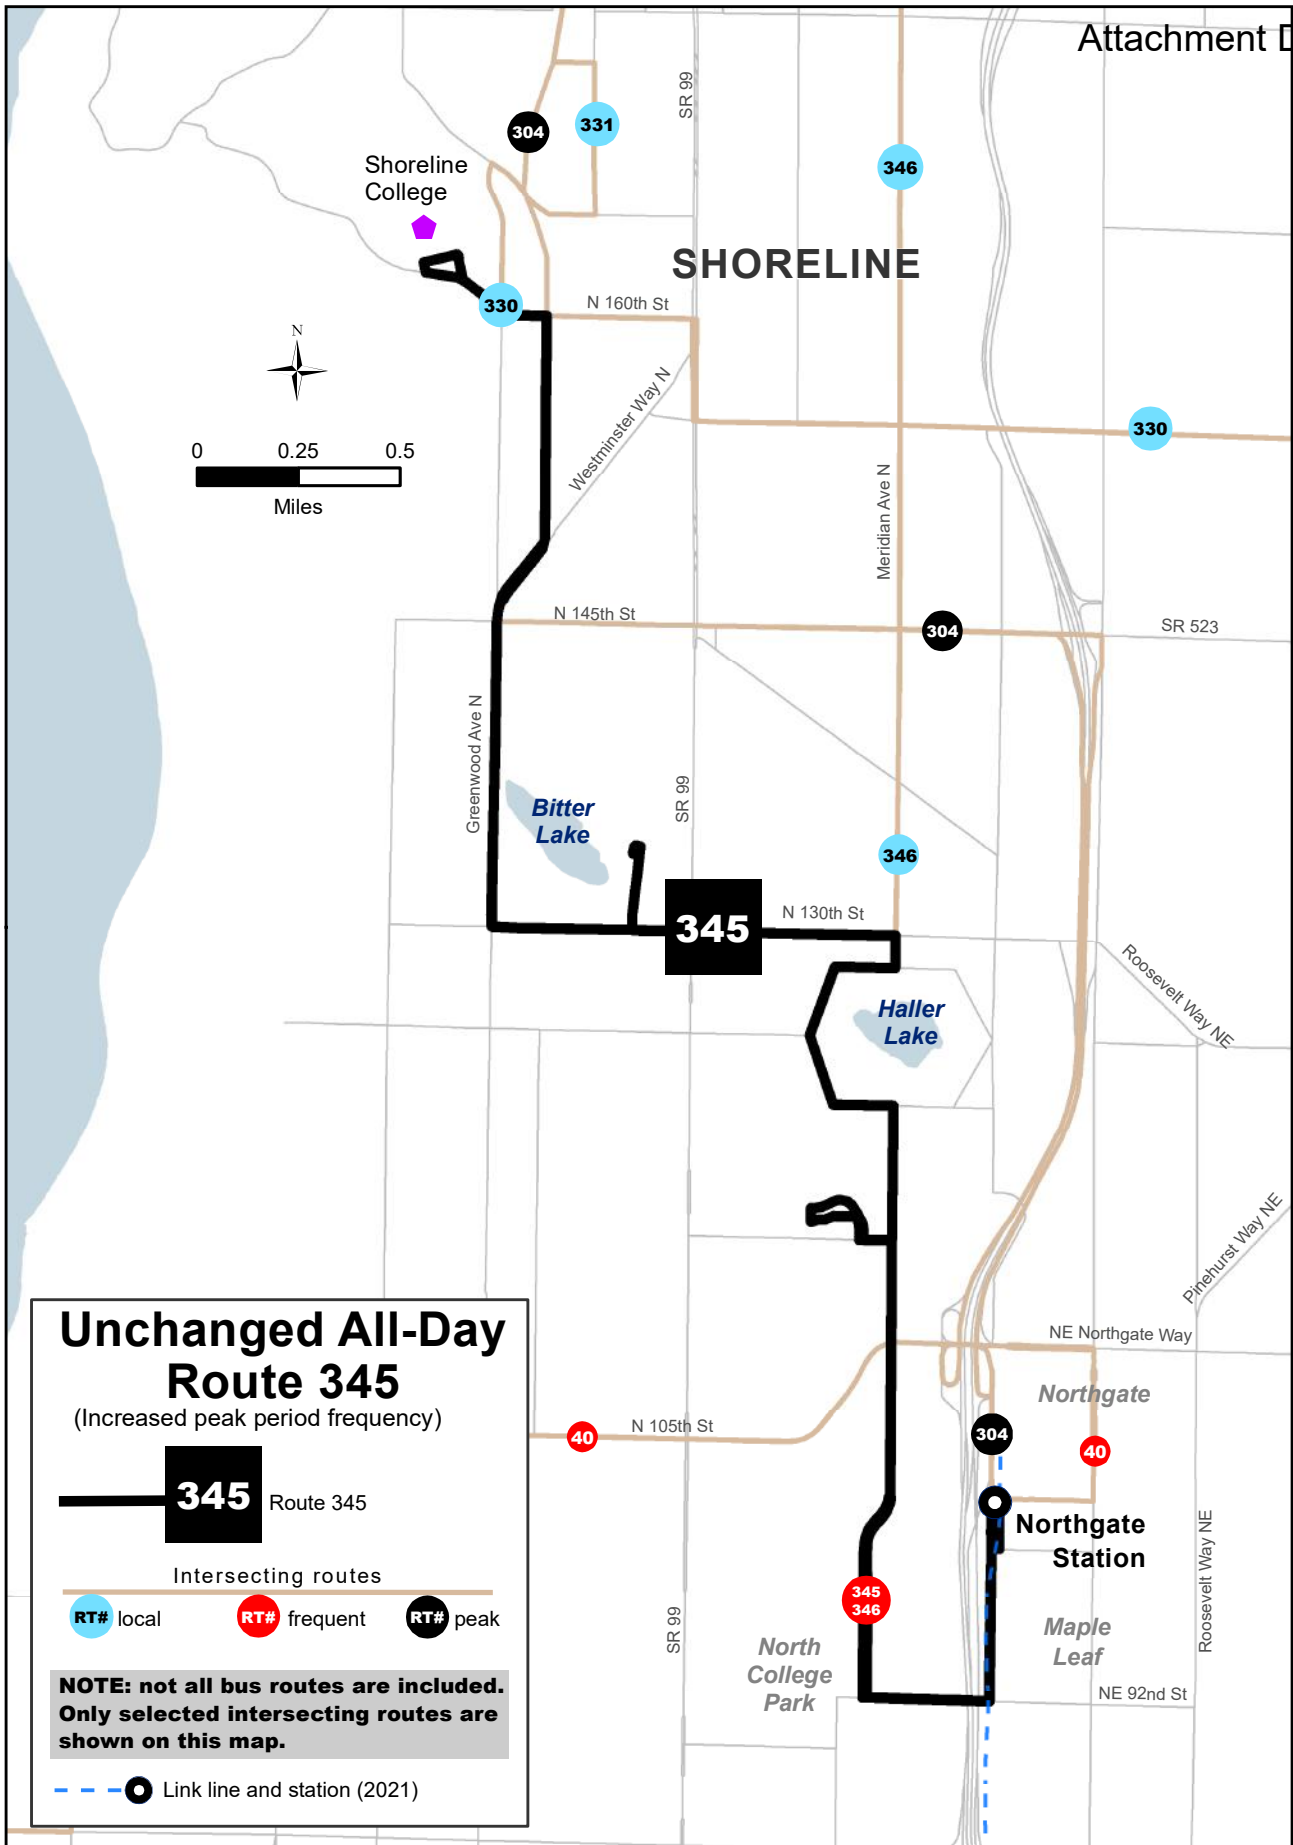 Attachment D
SR 99
304
331
346
Shoreline
College
SHORELINE
330
N 160th St
N
Westminster Way N
0 0.25 0.5
Miles
330
Meridian Ave N
N 145th St
304
SR 523
Greenwood Ave N
SR 99
Bitter
Lake
346
345
N 130th St
Roosevelt Way NE
Haller
Lake
Pinehurst Way NE
NE Northgate Way
Northgate
40
N 105th St
304
40
Northgate
Station
Roosevelt Way NE
345
346
SR 99
Maple
Leaf
North
College
Park
NE 92nd St
Unchanged All-Day
Route 345
(Increased peak period frequency)
345 Route 345
Intersecting routes
RT# local RT# frequent RT# peak
NOTE: not all bus routes are included.
Only selected intersecting routes are
shown on this map.
Link line and station (2021)